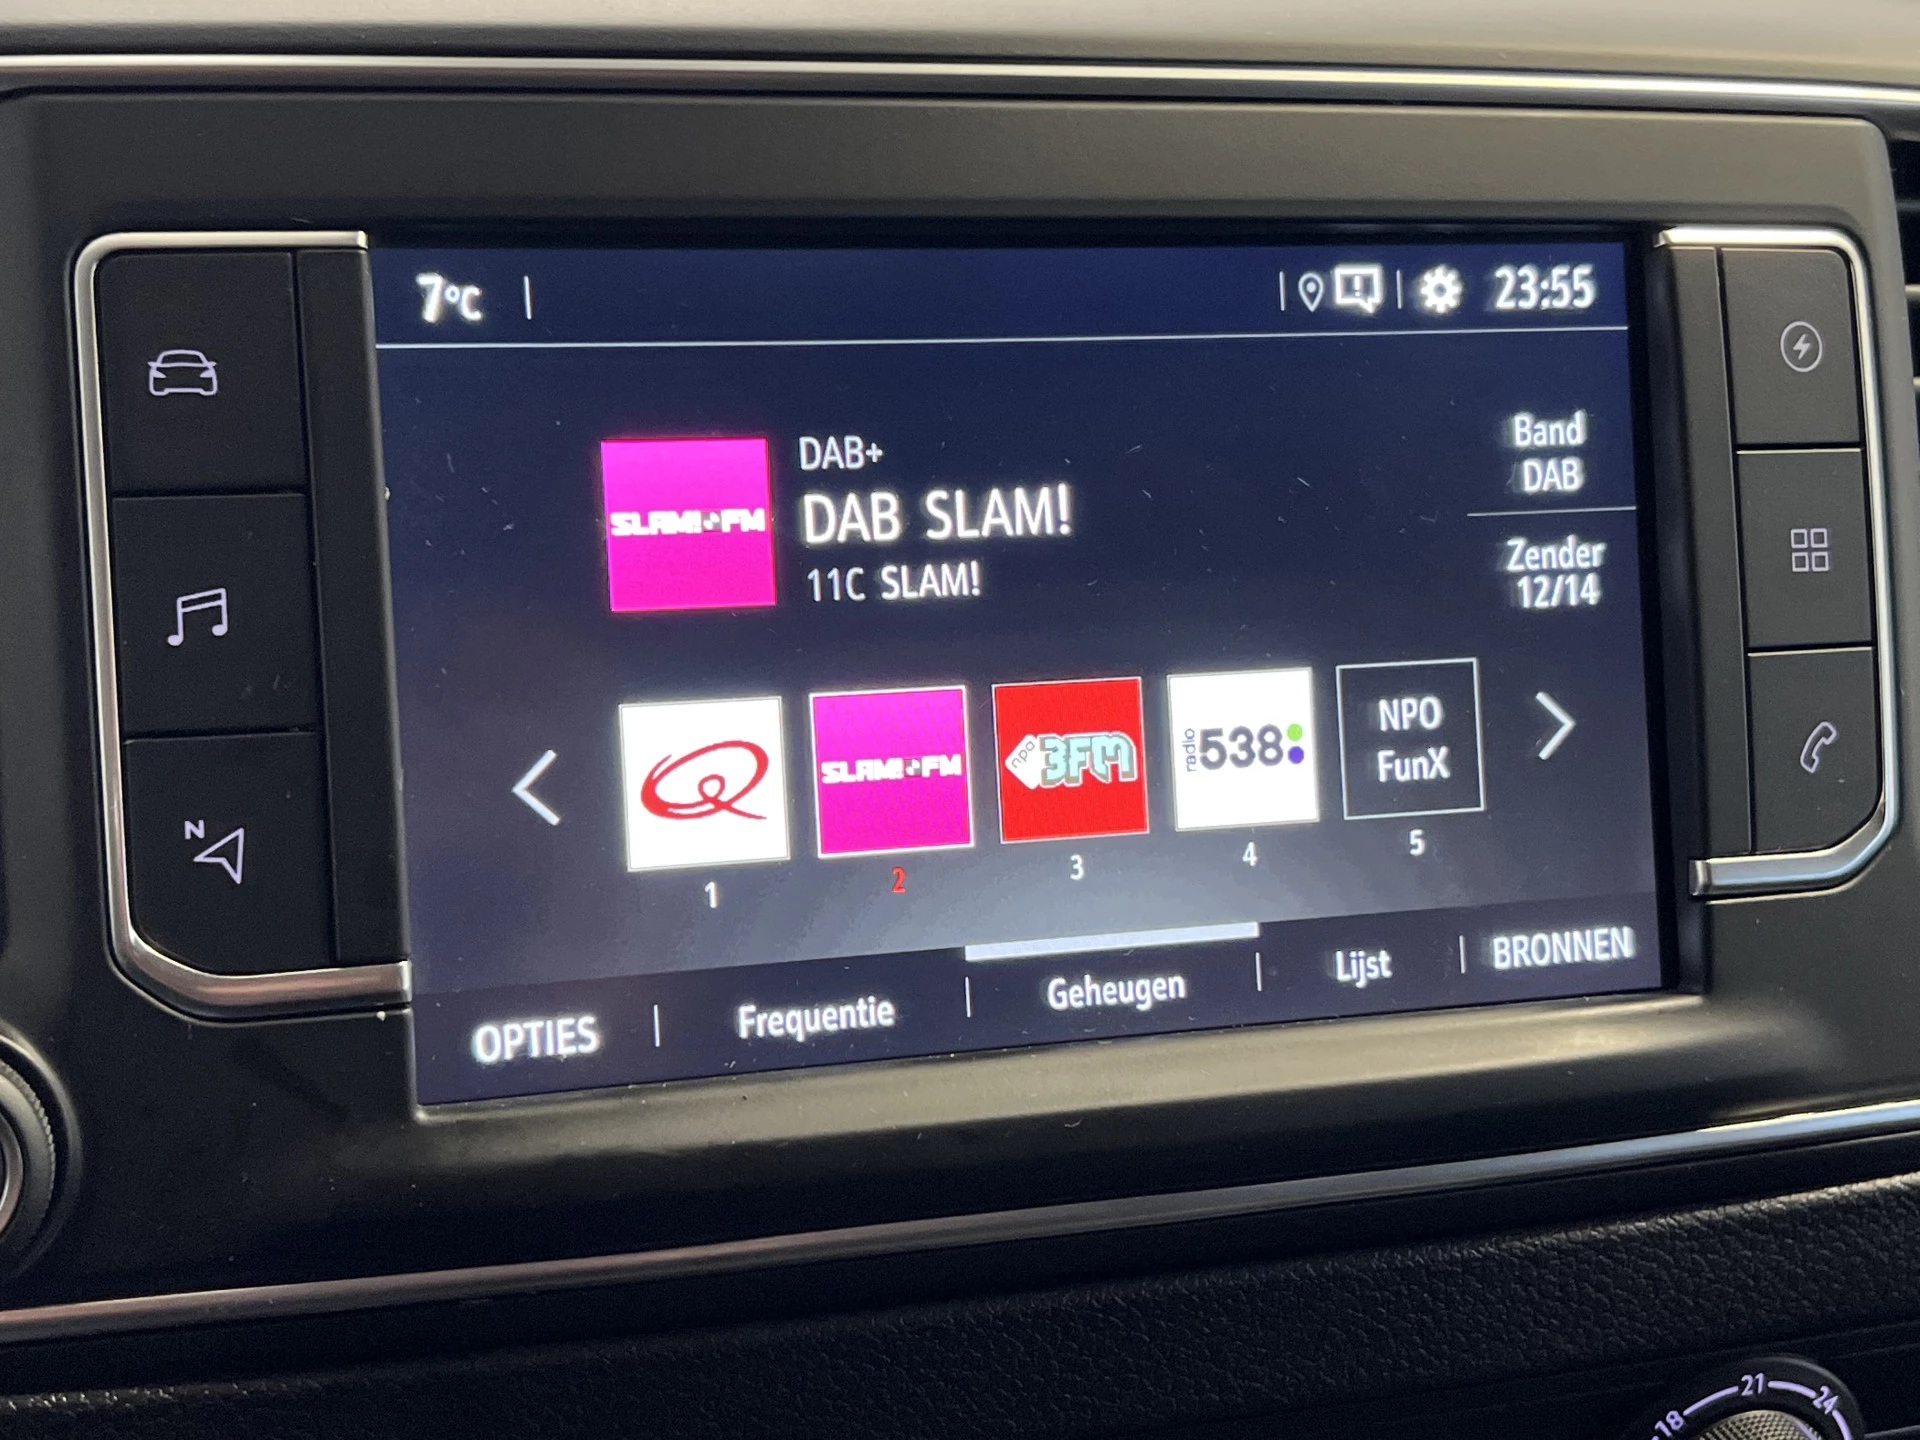 7°C
23:55
DAB+
DAB SLAM!
11C SLAM!
Band
DAB
Zender
12/14
SLAM! FM
Q
SLAM! FM
npo 3FM
radio 538
NPO
FunX
1
2
3
4
5
OPTIES
Frequentie
Geheugen
Lijst
BRONNEN
N
18
21
24